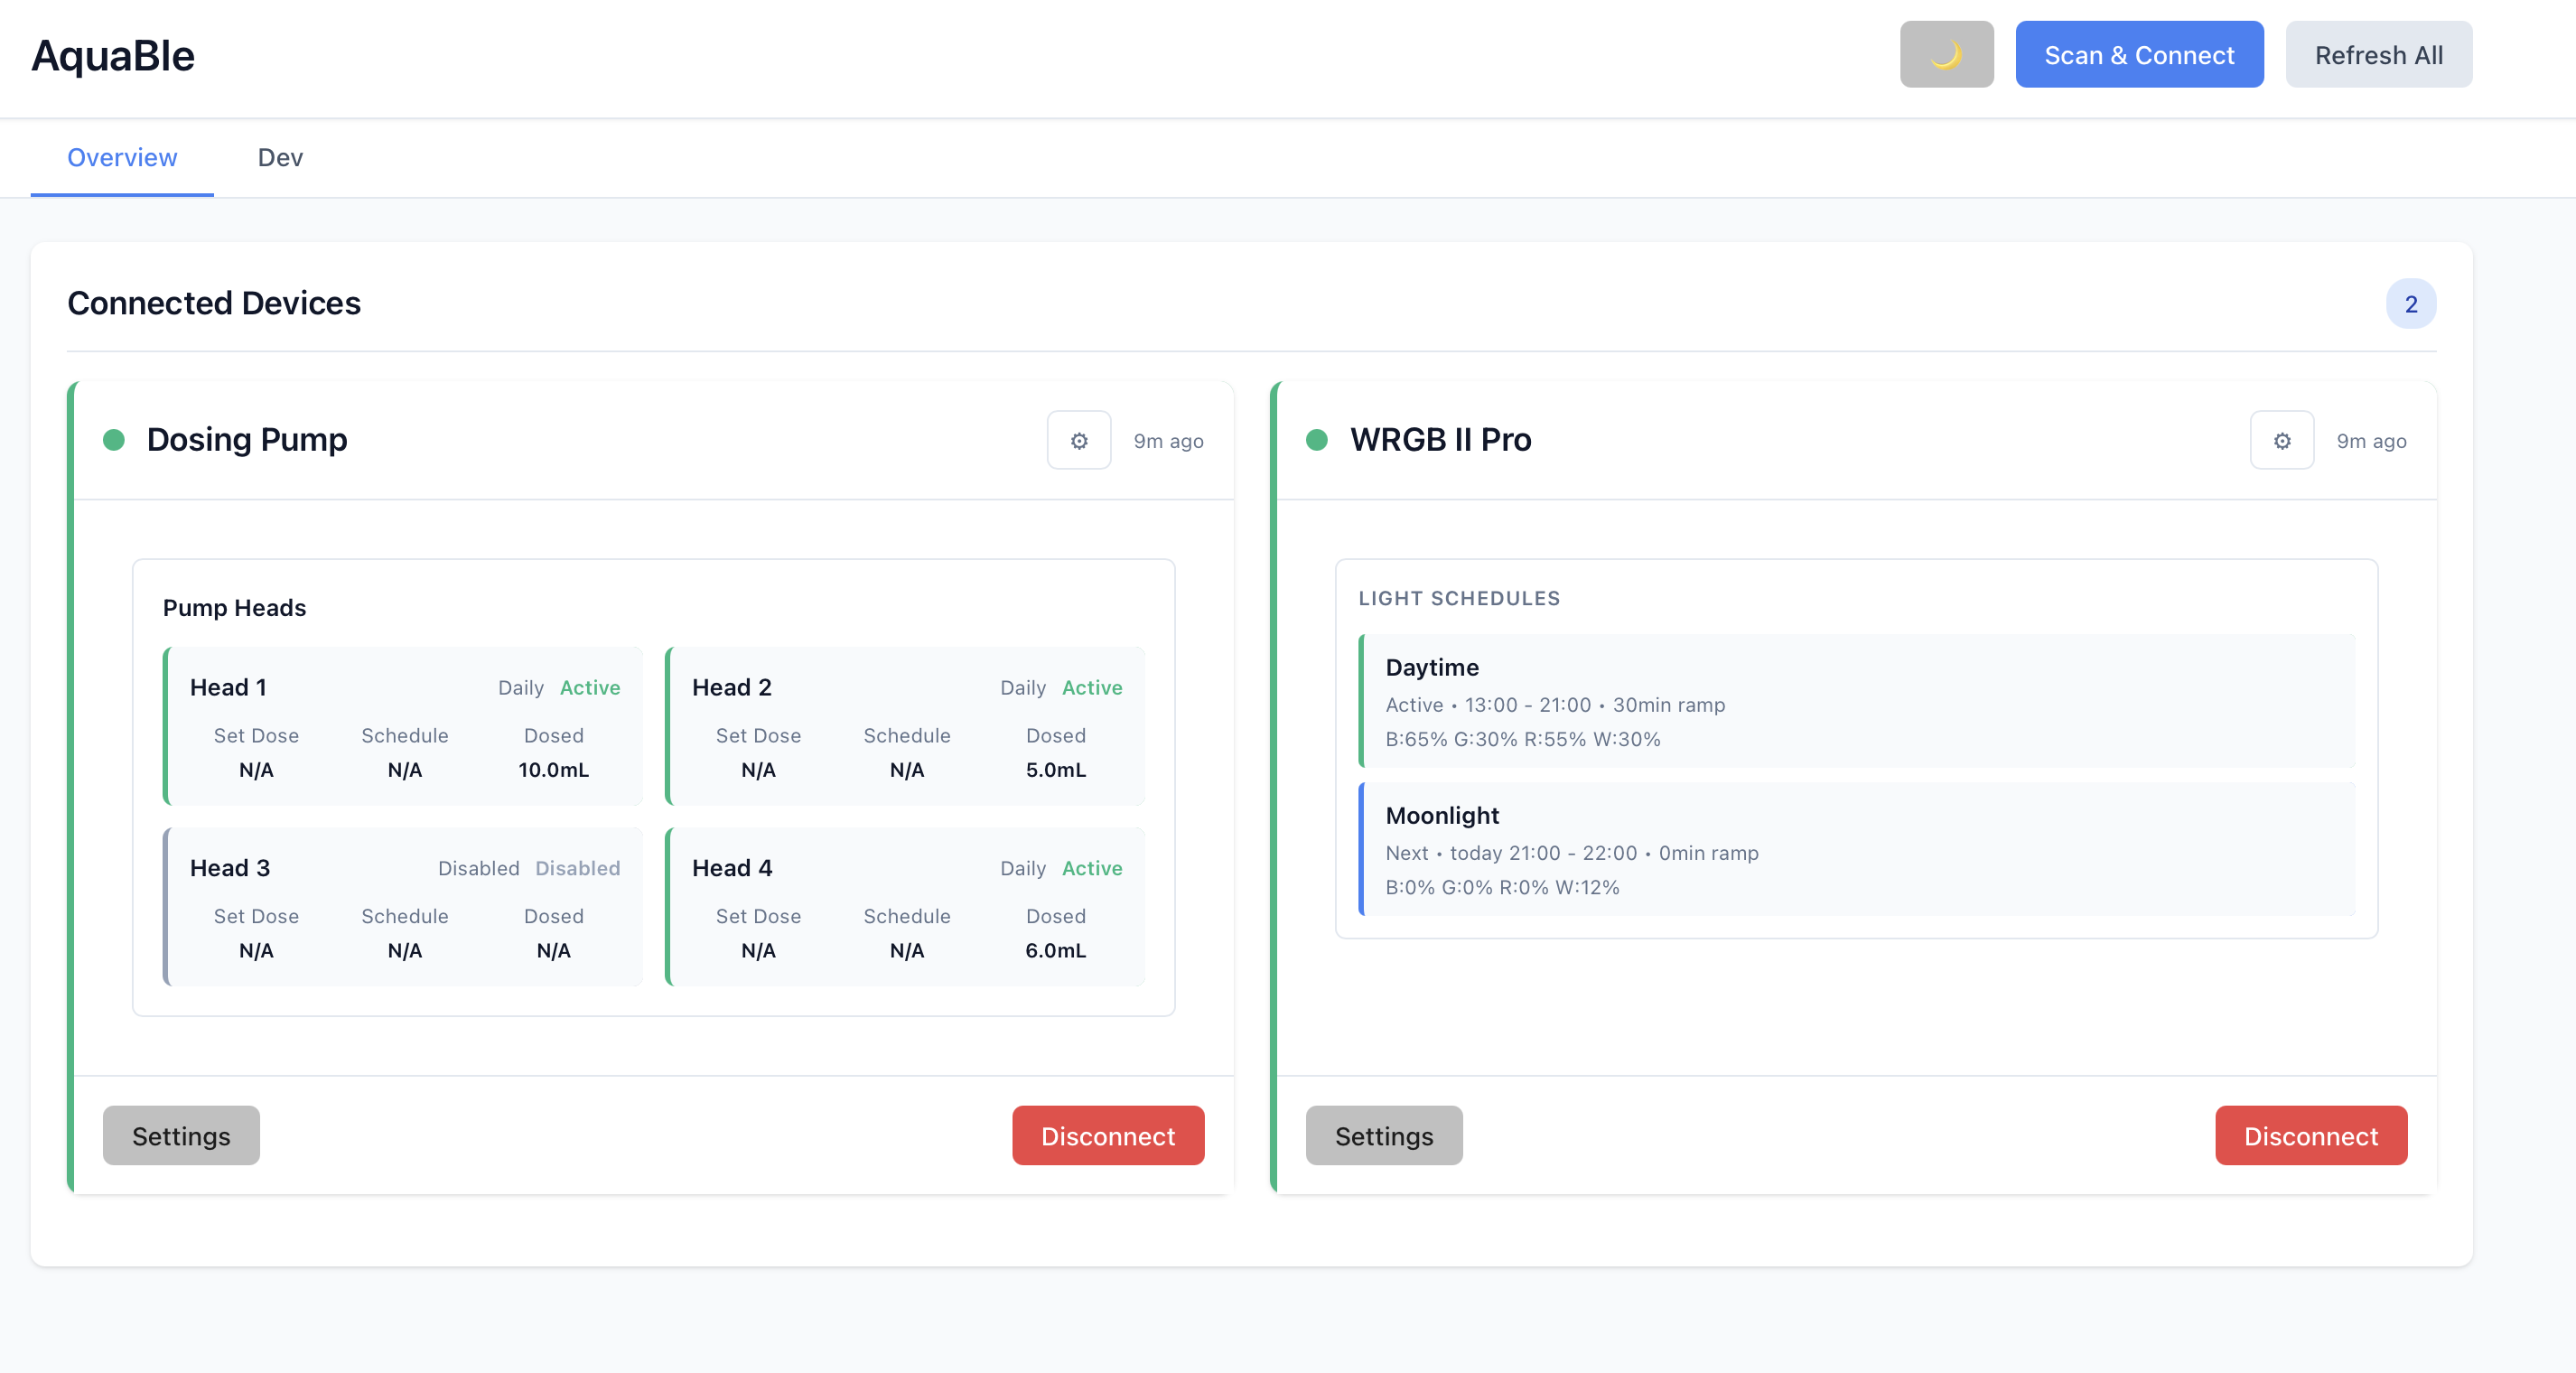 AquaBle
🌙 Scan & Connect Refresh All
Overview Dev
Connected Devices 2
Dosing Pump ⚙ 9m ago
Pump Heads
Head 1 Daily Active
Set Dose Schedule Dosed
N/A N/A 10.0mL
Head 2 Daily Active
Set Dose Schedule Dosed
N/A N/A 5.0mL
Head 3 Disabled Disabled
Set Dose Schedule Dosed
N/A N/A N/A
Head 4 Daily Active
Set Dose Schedule Dosed
N/A N/A 6.0mL
Settings Disconnect
WRGB II Pro ⚙ 9m ago
LIGHT SCHEDULES
Daytime
Active • 13:00 - 21:00 • 30min ramp
B:65% G:30% R:55% W:30%
Moonlight
Next • today 21:00 - 22:00 • 0min ramp
B:0% G:0% R:0% W:12%
Settings Disconnect